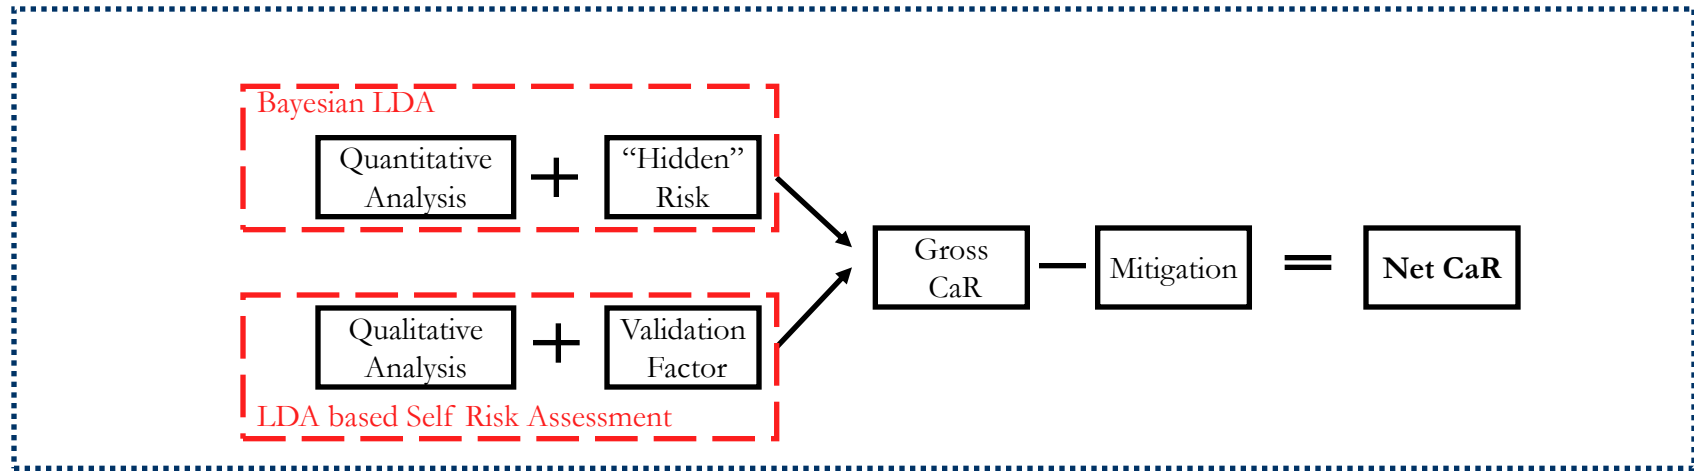 Bayesian LDA
Quantitative
Analysis
+
“Hidden”
Risk
Qualitative
Analysis
+
Validation
Factor
LDA based Self Risk Assessment
Gross
CaR
—
Mitigation
=
Net CaR